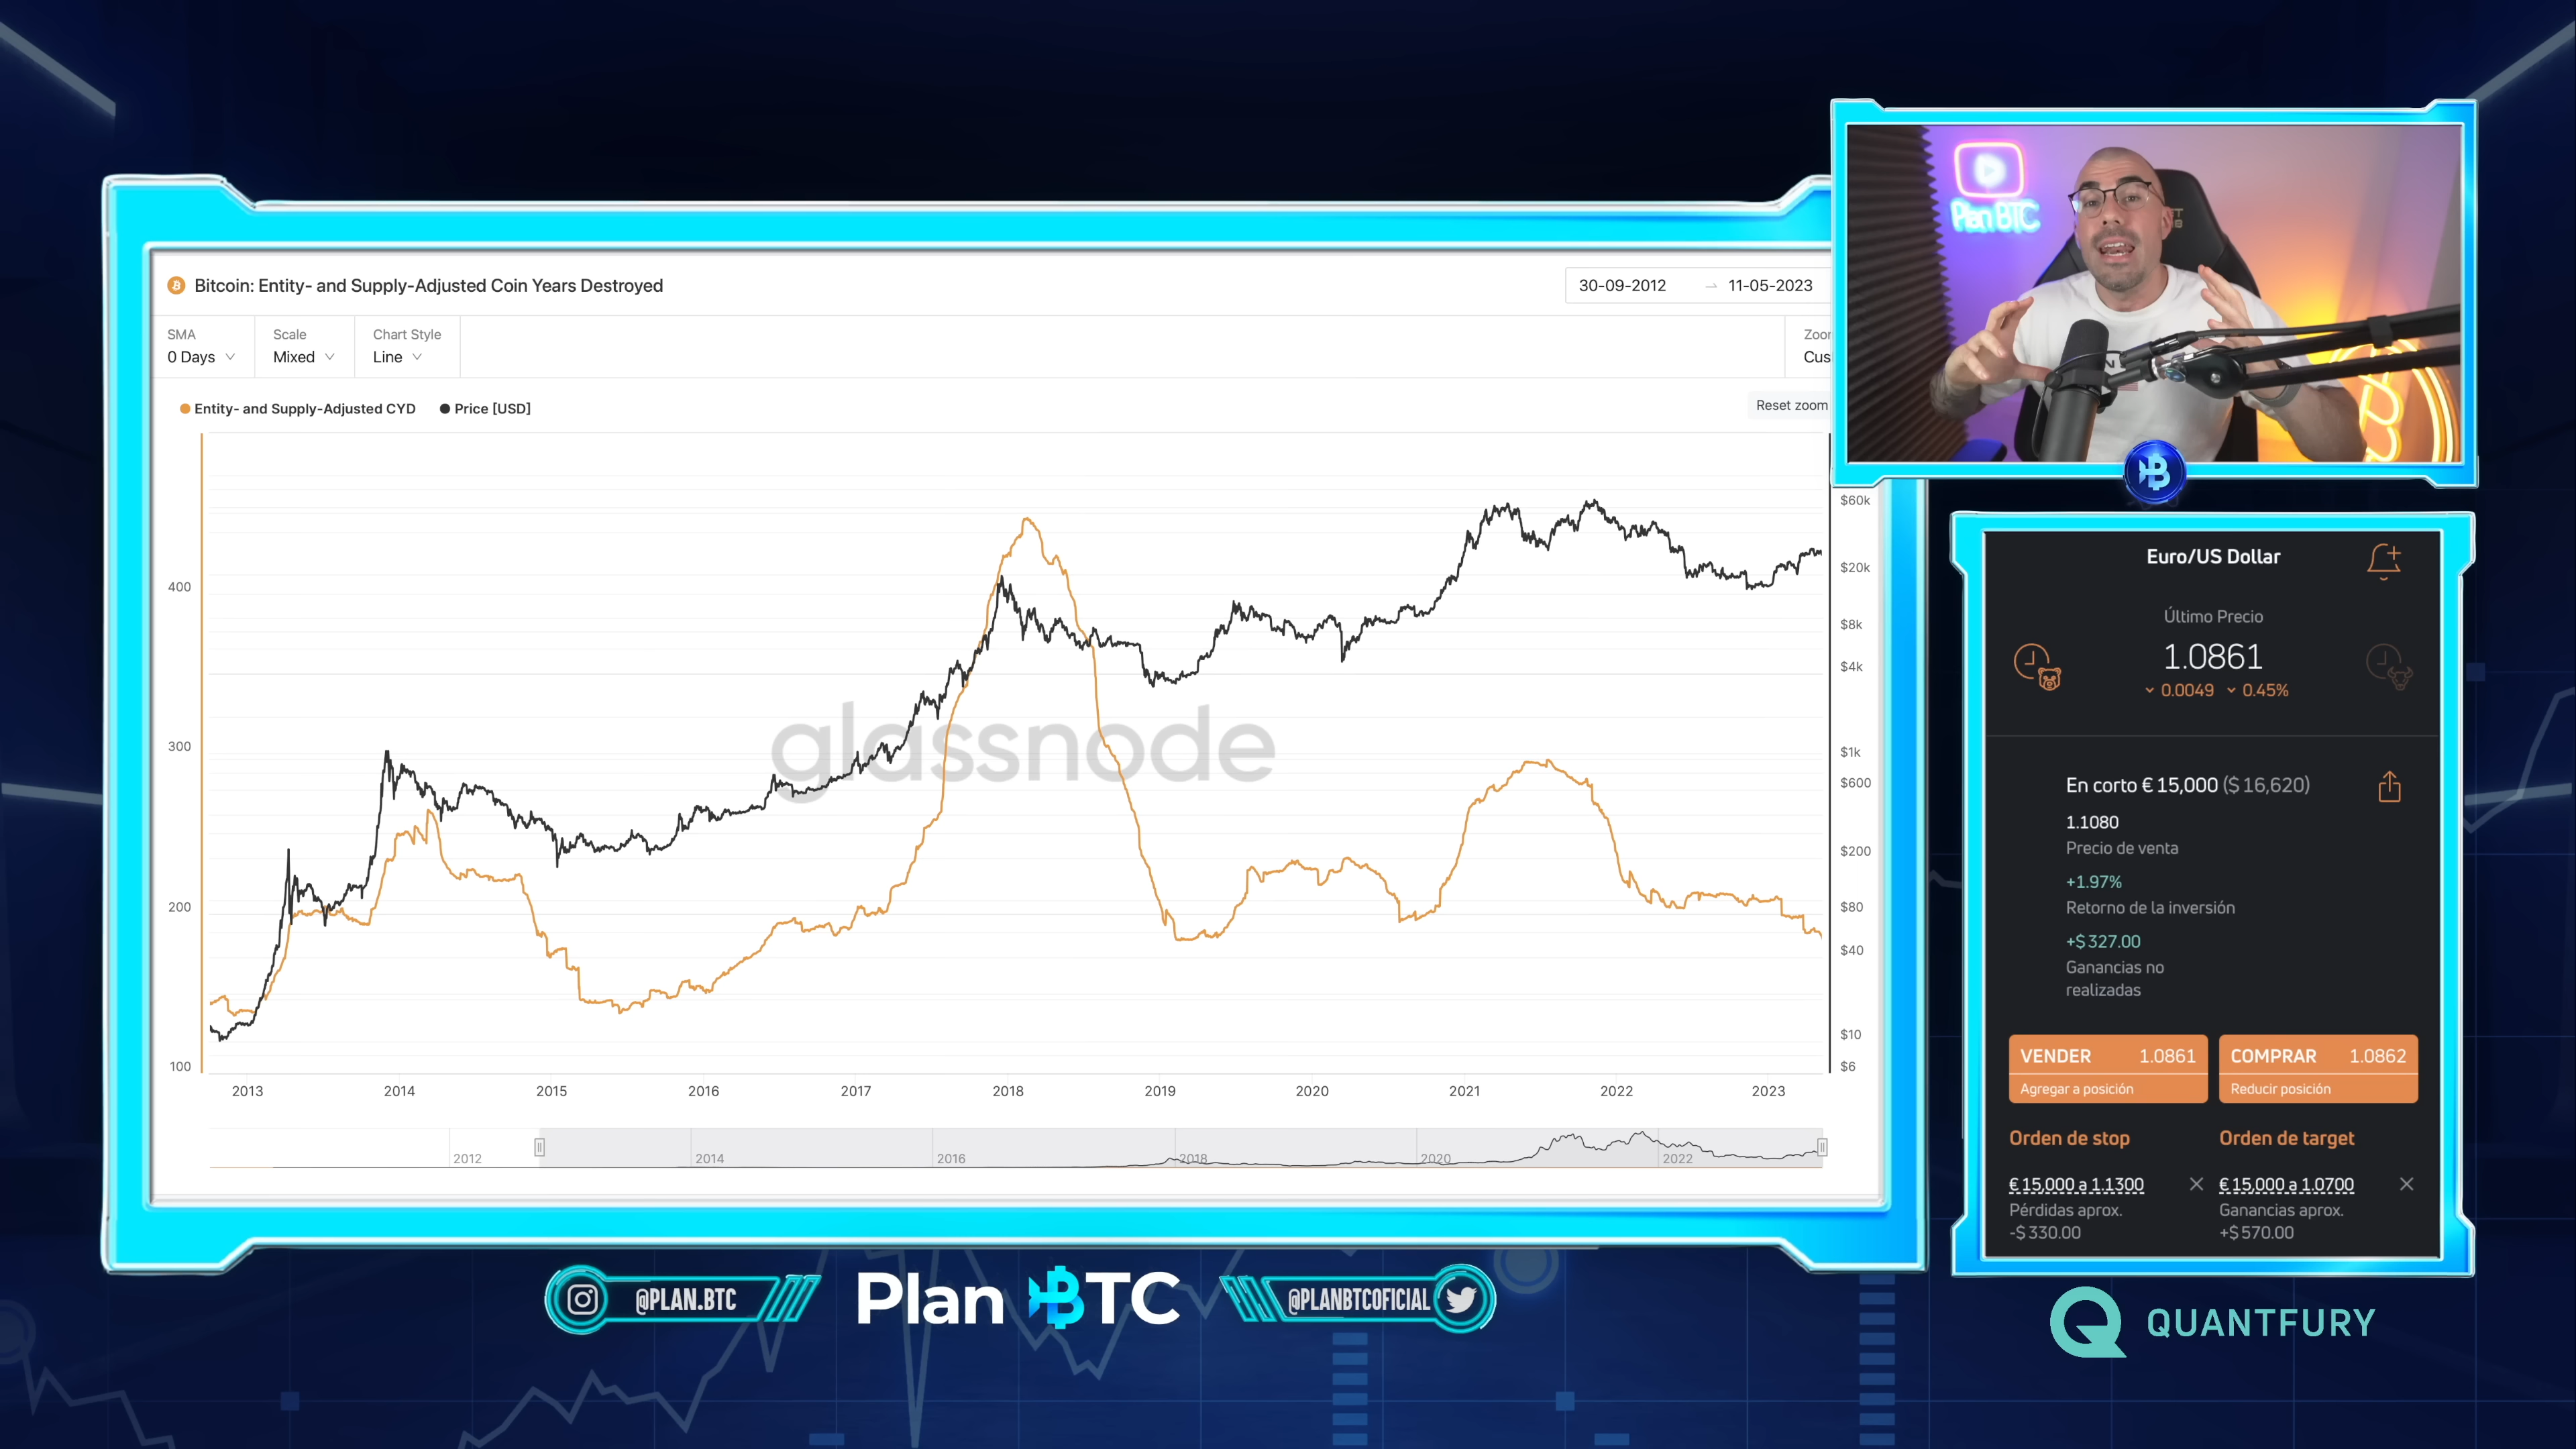 Bitcoin: Entity- and Supply-Adjusted Coin Years Destroyed
30-09-2012 → 11-05-2023
SMA
0 Days
Scale
Mixed
Chart Style
Line
Zoor
Cus
Entity- and Supply-Adjusted CYD
Price [USD]
Reset zoom
400
300
200
100
$60k
$20k
$8k
$4k
$1k
$600
$200
$80
$40
$10
$6
glassnode
2013 2014 2015 2016 2017 2018 2019 2020 2021 2022 2023
2012 2014 2016 2018 2020 2022
Plan BTC
Euro/US Dollar
Último Precio
1.0861
0.0049 0.45%
En corto € 15,000 ($ 16,620)
1.1080
Precio de venta
+1.97%
Retorno de la inversión
+$ 327.00
Ganancias no
realizadas
VENDER 1.0861
Agregar a posición
COMPRAR 1.0862
Reducir posición
Orden de stop
€ 15,000 a 1.1300
Pérdidas aprox.
-$ 330.00
Orden de target
€ 15,000 a 1.0700
Ganancias aprox.
+$ 570.00
@PLAN.BTC
Plan BTC
@PLANBTCOFICIAL
QUANTFURY